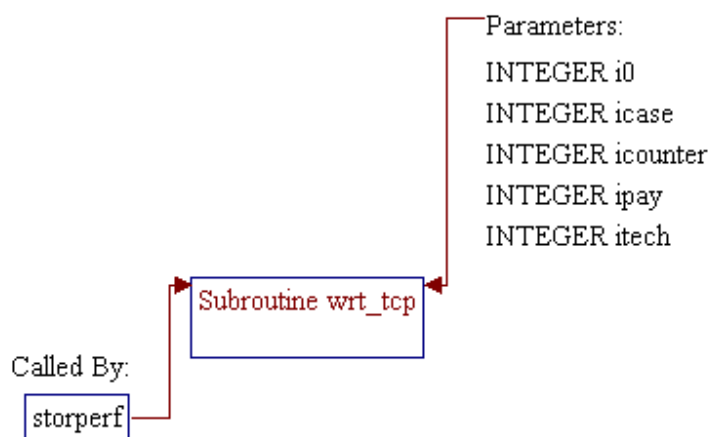 Parameters:
INTEGER i0
INTEGER icase
INTEGER icounter
INTEGER ipay
INTEGER itech
Subroutine wrt_tcp
Called By:
storperf